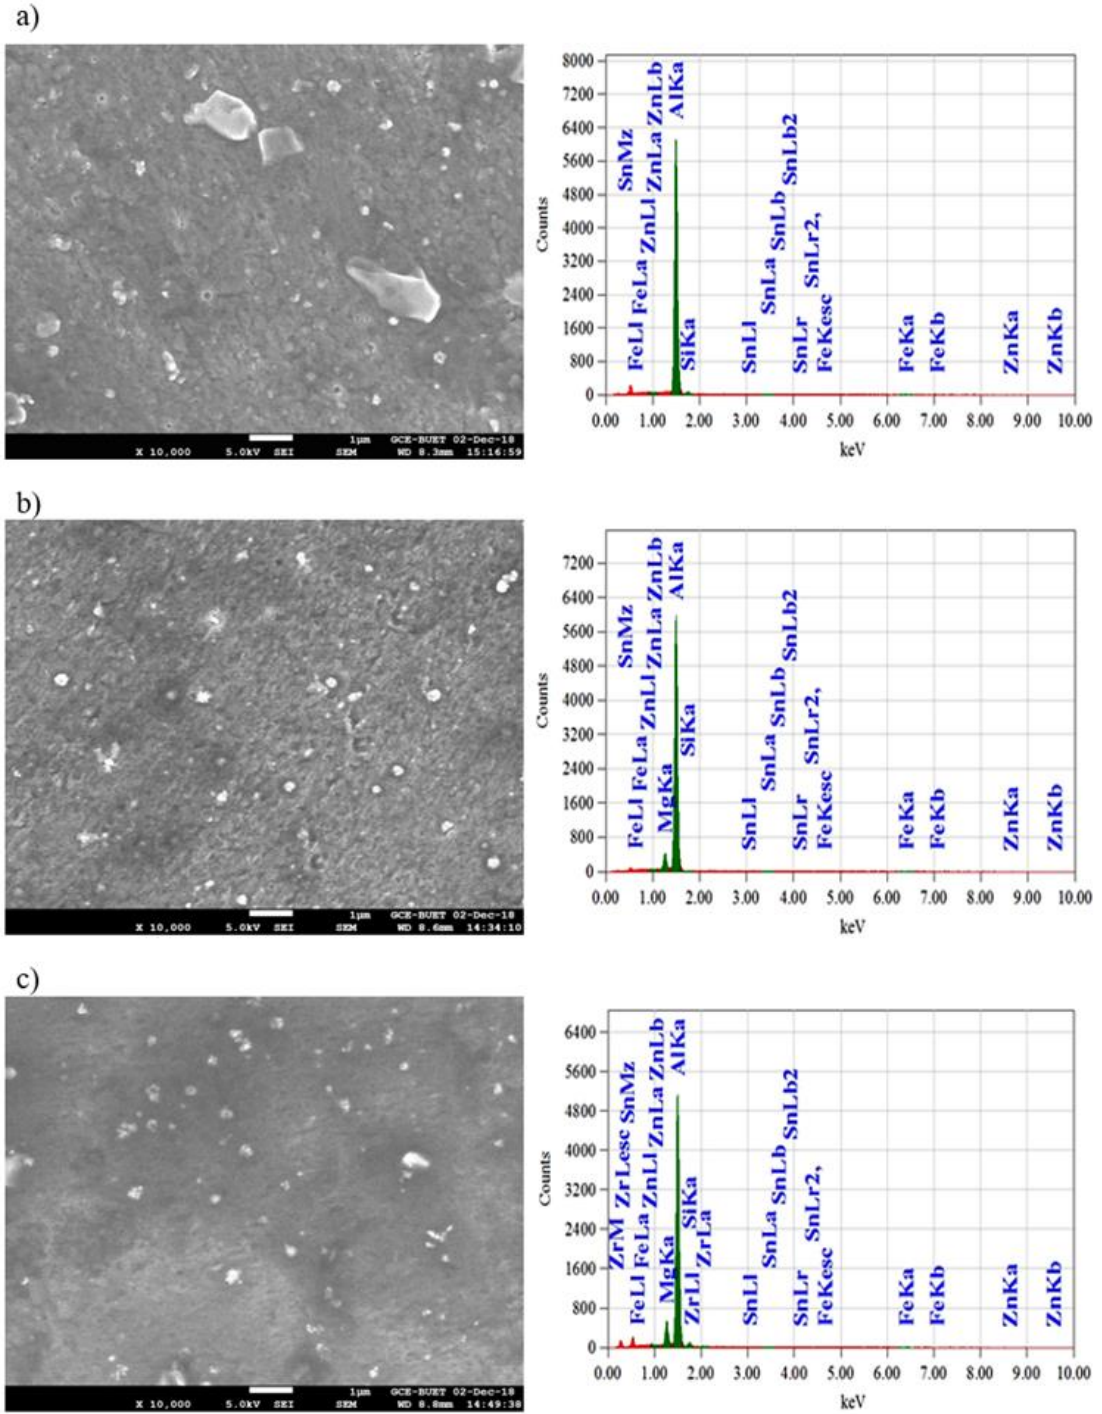 a)
X 10,000 5.0kV SEI 1µm SEM GCE-BUET 02-Dec-18 WD 8.3mm 15:16:59
Counts
8000
7200
6400
5600
4800
4000
3200
2400
1600
800
0
SnMz
FeLl
FeLa
ZnLl
ZnLa
ZnLb
AlKa
SiKa
SnLl
SnLa
SnLb
SnLb2
SnLr
SnLr2,
FeKesc
FeKa
FeKb
ZnKa
ZnKb
0.00 1.00 2.00 3.00 4.00 5.00 6.00 7.00 8.00 9.00 10.00
keV
b)
X 10,000 5.0kV SEI 1µm SEM GCE-BUET 02-Dec-18 WD 8.6mm 14:34:10
Counts
7200
6400
5600
4800
4000
3200
2400
1600
800
0
SnMz
FeLl
FeLa
ZnLl
ZnLa
ZnLb
MgKa
AlKa
SiKa
SnLl
SnLa
SnLb
SnLb2
SnLr
SnLr2,
FeKesc
FeKa
FeKb
ZnKa
ZnKb
0.00 1.00 2.00 3.00 4.00 5.00 6.00 7.00 8.00 9.00 10.00
keV
c)
X 10,000 5.0kV SEI 1µm SEM GCE-BUET 02-Dec-18 WD 8.8mm 14:49:38
Counts
6400
5600
4800
4000
3200
2400
1600
800
0
ZrM
ZrLesc
SnMz
FeLl
FeLa
ZnLl
ZnLa
ZnLb
MgKa
AlKa
SiKa
ZrLl
ZrLa
SnLl
SnLa
SnLb
SnLb2
SnLr
SnLr2,
FeKesc
FeKa
FeKb
ZnKa
ZnKb
0.00 1.00 2.00 3.00 4.00 5.00 6.00 7.00 8.00 9.00 10.00
keV